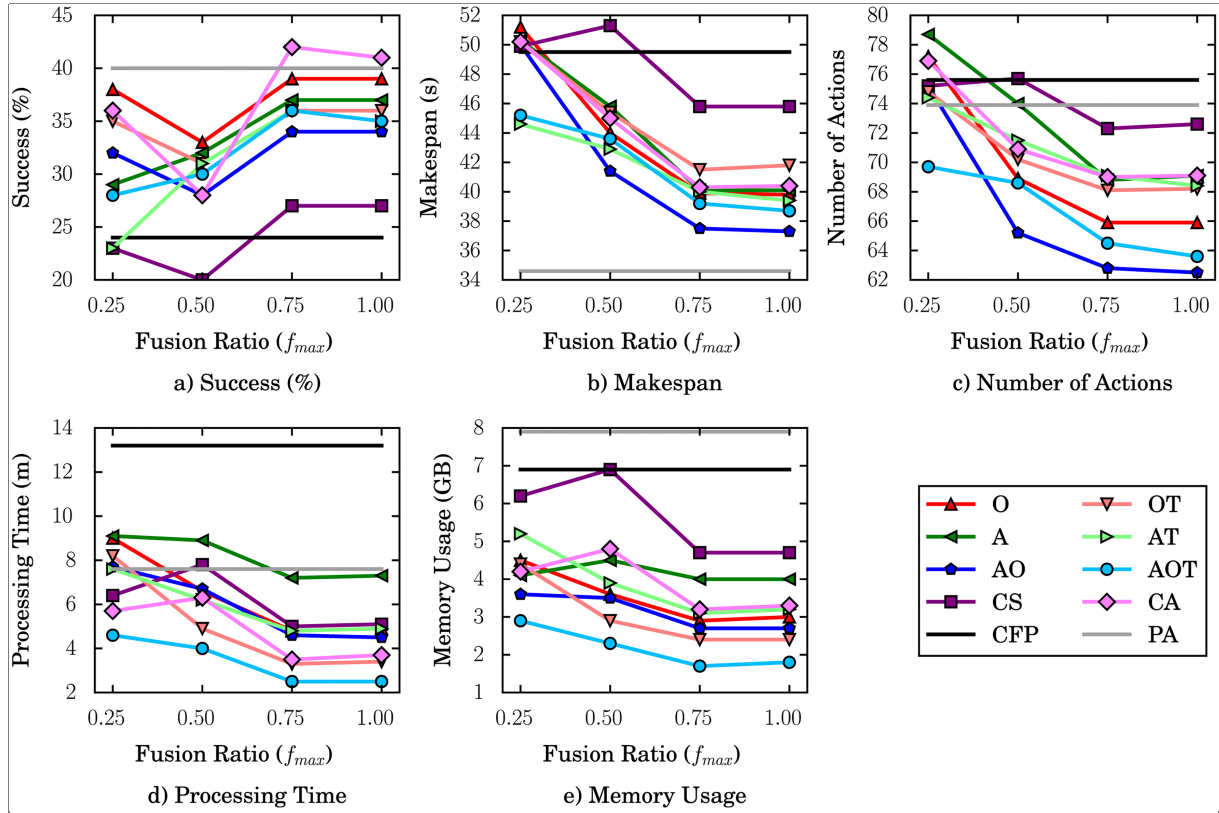 45
40
35
30
25
20
Success (%)
0.25 0.50 0.75 1.00
Fusion Ratio (f_max)
a) Success (%)
52
50
48
46
44
42
40
38
36
34
Makespan (s)
0.25 0.50 0.75 1.00
Fusion Ratio (f_max)
b) Makespan
80
78
76
74
72
70
68
66
64
62
Number of Actions
0.25 0.50 0.75 1.00
Fusion Ratio (f_max)
c) Number of Actions
14
12
10
8
6
4
2
Processing Time (m)
0.25 0.50 0.75 1.00
Fusion Ratio (f_max)
d) Processing Time
8
7
6
5
4
3
2
1
Memory Usage (GB)
0.25 0.50 0.75 1.00
Fusion Ratio (f_max)
e) Memory Usage
O OT
A AT
AO AOT
CS CA
CFP PA